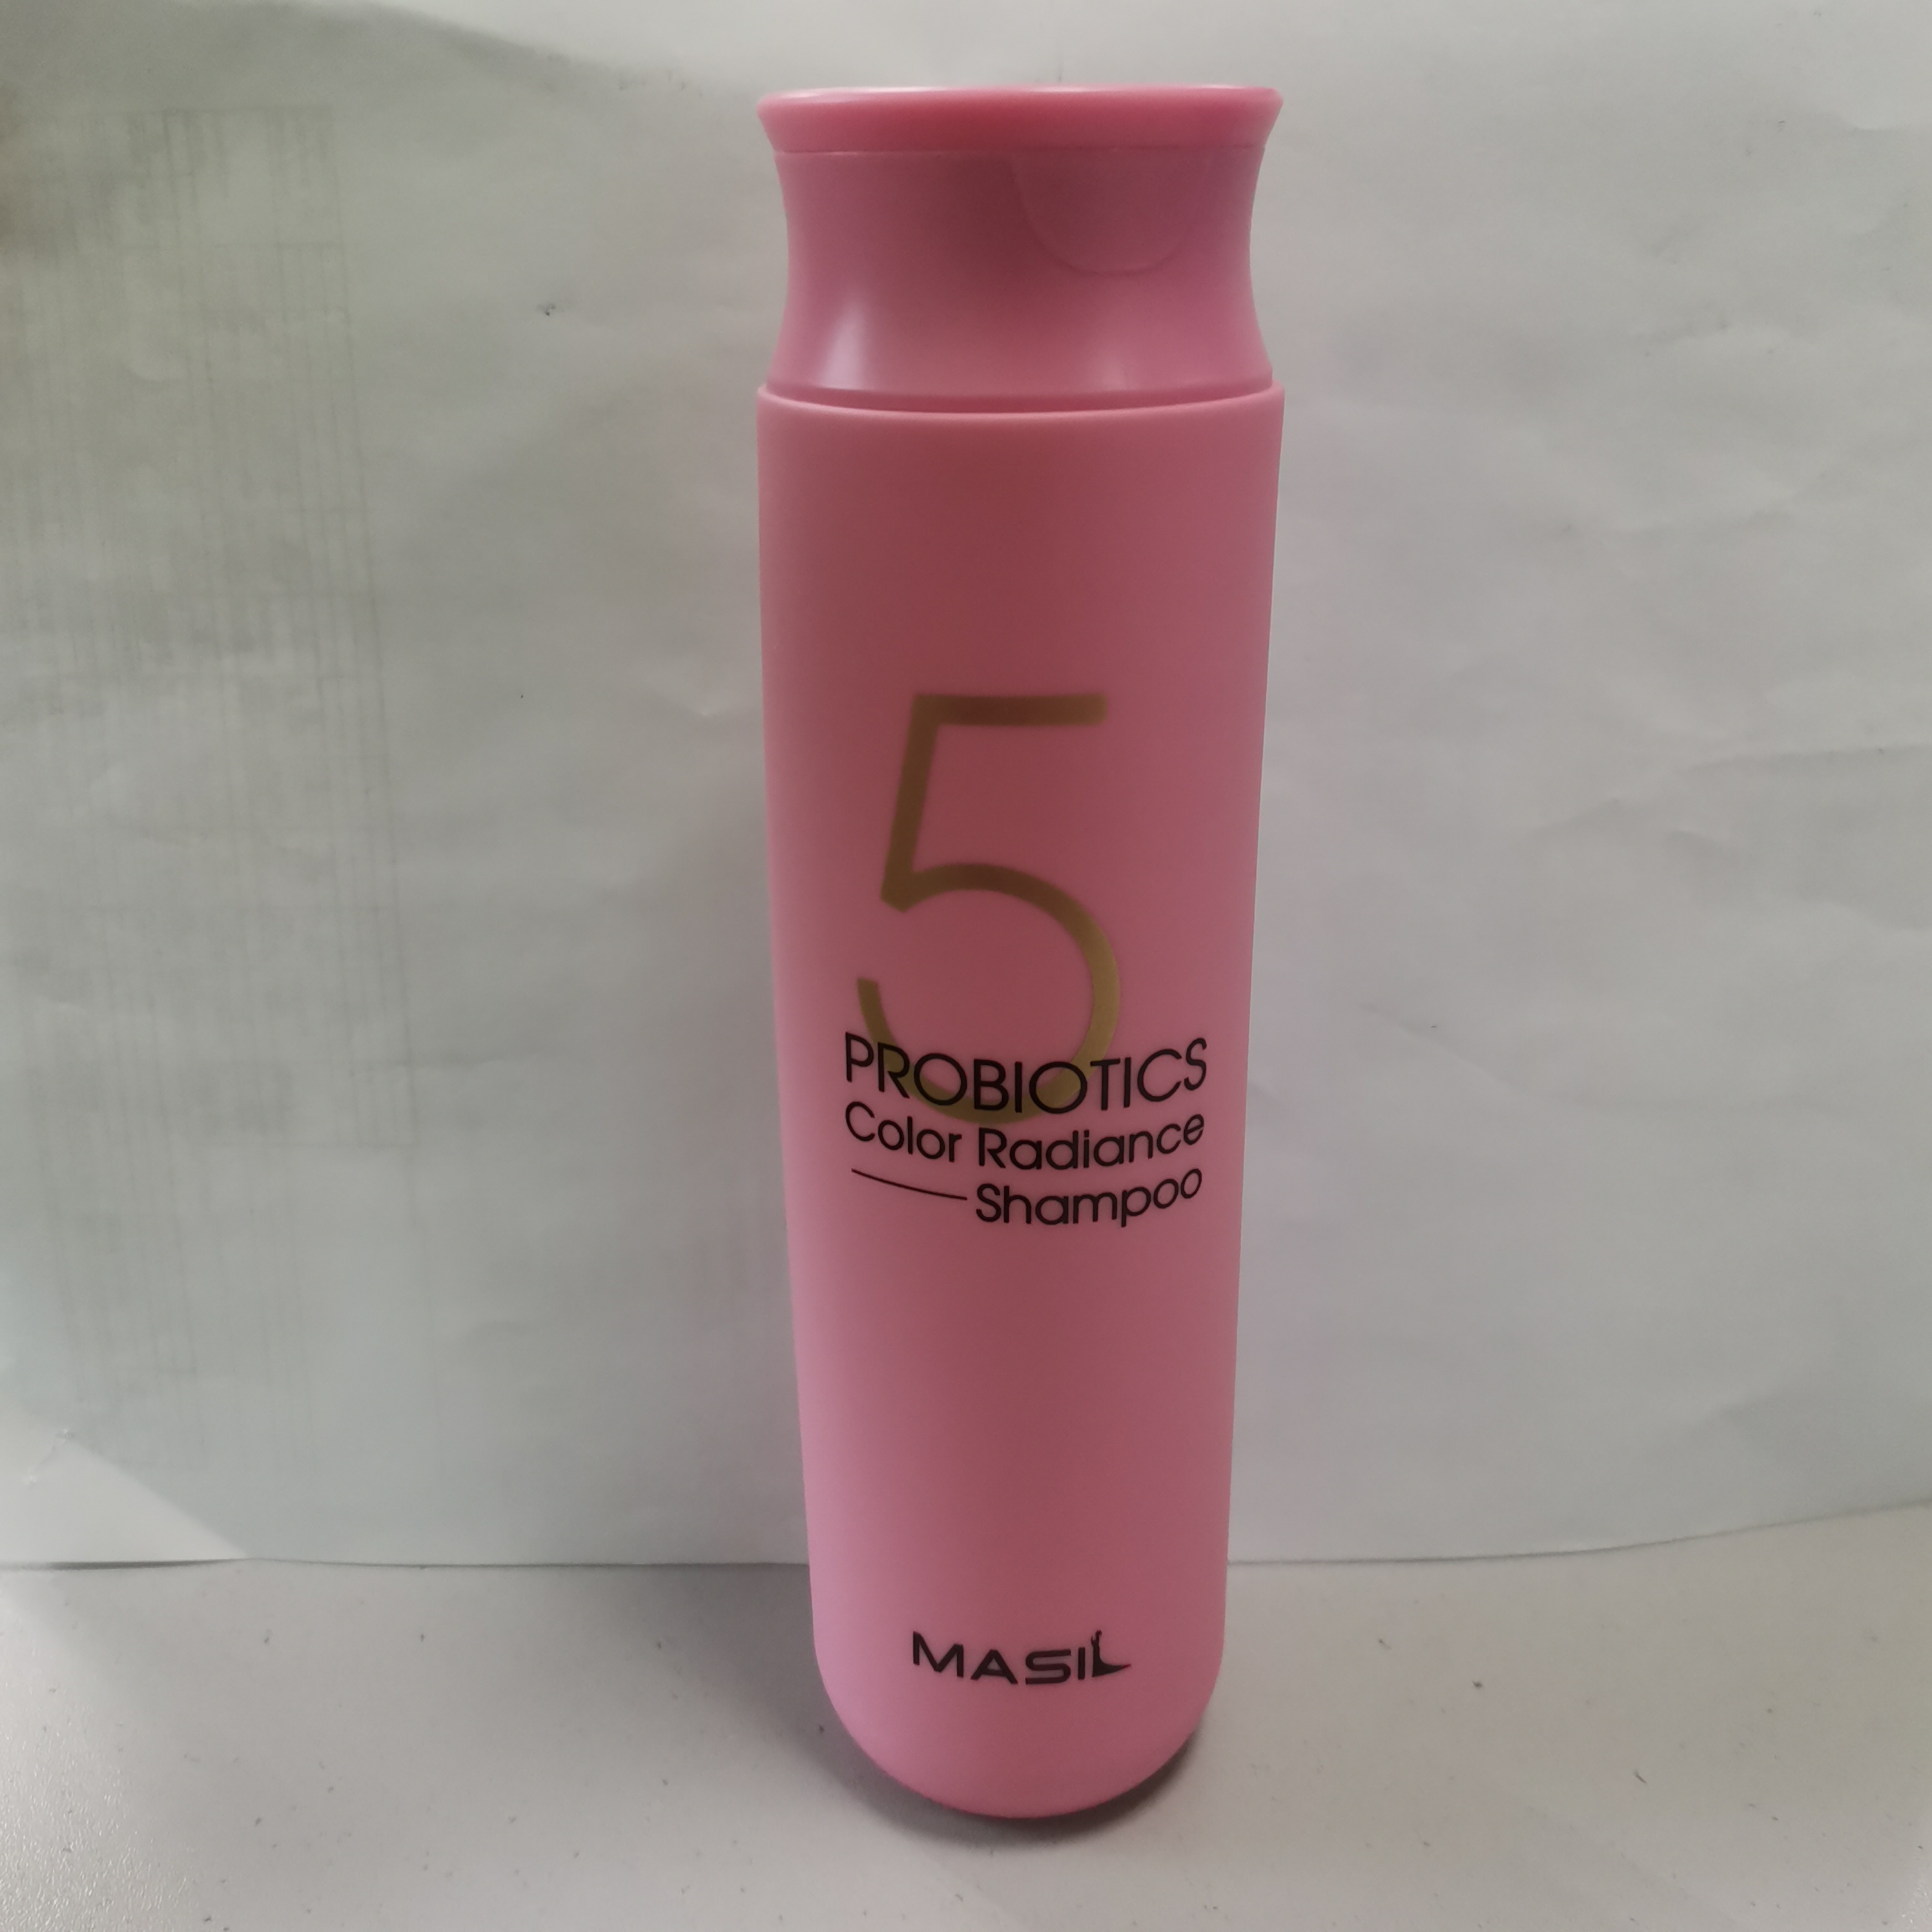 5
PROBIOTICS
Color Radiance
Shampoo
MASIL